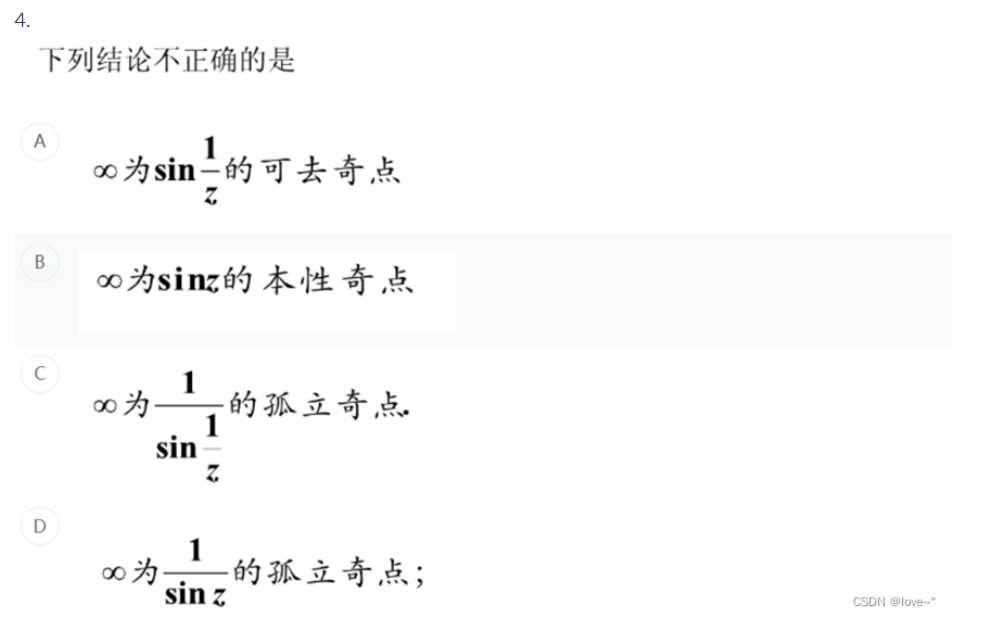 4.
下列结论不正确的是
A
∞为sin 1/z 的可去奇点
B
∞为sinz的本性奇点
C
∞为 1/(sin 1/z) 的孤立奇点.
D
∞为 1/(sin z) 的孤立奇点；
CSDN @love~"